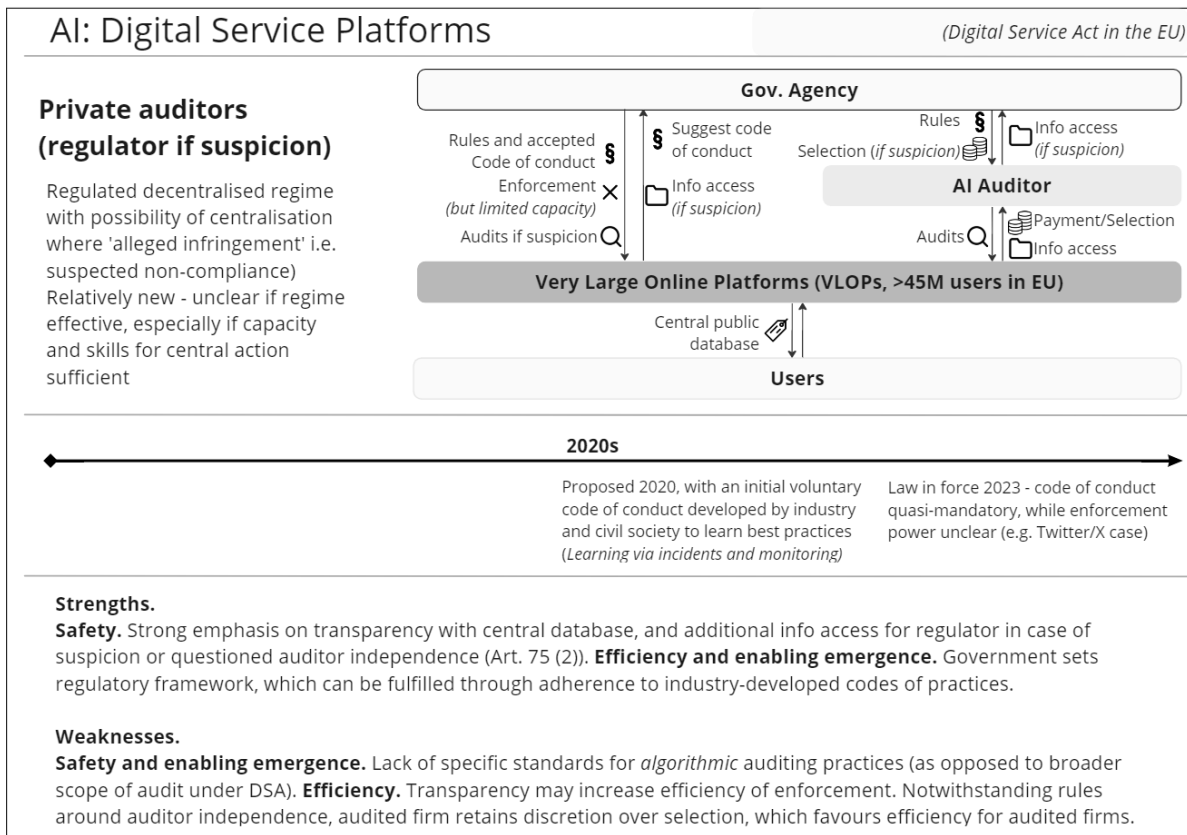 AI: Digital Service Platforms
(Digital Service Act in the EU)
Private auditors
(regulator if suspicion)
Regulated decentralised regime
with possibility of centralisation
where 'alleged infringement' i.e.
suspected non-compliance)
Relatively new - unclear if regime
effective, especially if capacity
and skills for central action
sufficient
Gov. Agency
Rules and accepted
Code of conduct
§
Enforcement
(but limited capacity)
Audits if suspicion
§
Suggest code
of conduct
Info access
(if suspicion)
Rules §
Selection (if suspicion)
Info access
(if suspicion)
AI Auditor
Audits
Payment/Selection
Info access
Very Large Online Platforms (VLOPs, >45M users in EU)
Central public
database
Users
2020s
Proposed 2020, with an initial voluntary
code of conduct developed by industry
and civil society to learn best practices
(Learning via incidents and monitoring)
Law in force 2023 - code of conduct
quasi-mandatory, while enforcement
power unclear (e.g. Twitter/X case)
Strengths.
Safety. Strong emphasis on transparency with central database, and additional info access for regulator in case of
suspicion or questioned auditor independence (Art. 75 (2)). Efficiency and enabling emergence. Government sets
regulatory framework, which can be fulfilled through adherence to industry-developed codes of practices.
Weaknesses.
Safety and enabling emergence. Lack of specific standards for algorithmic auditing practices (as opposed to broader
scope of audit under DSA). Efficiency. Transparency may increase efficiency of enforcement. Notwithstanding rules
around auditor independence, audited firm retains discretion over selection, which favours efficiency for audited firms.